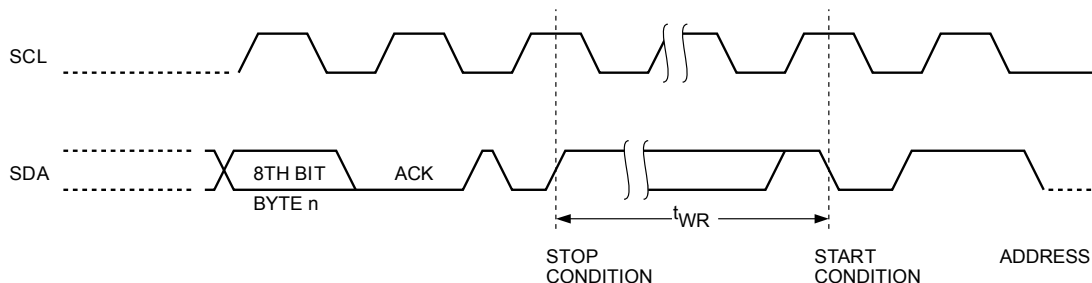 SCL
SDA
8TH BIT
ACK
BYTE n
tWR
STOP
CONDITION
START
CONDITION
ADDRESS